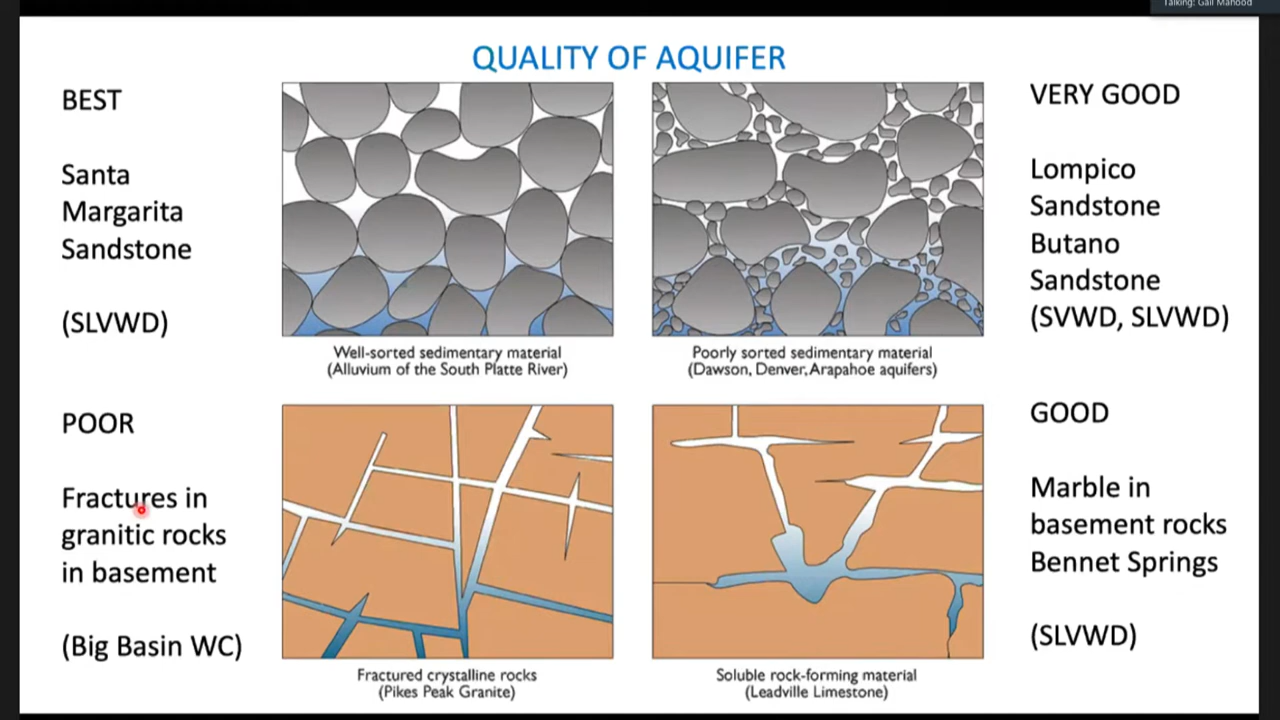 Talking: Gail Mahood
QUALITY OF AQUIFER
BEST
Santa
Margarita
Sandstone
(SLVWD)
Well-sorted sedimentary material
(Alluvium of the South Platte River)
Poorly sorted sedimentary material
(Dawson, Denver, Arapahoe aquifers)
VERY GOOD
Lompico
Sandstone
Butano
Sandstone
(SVWD, SLVWD)
POOR
Fractures in
granitic rocks
in basement
(Big Basin WC)
Fractured crystalline rocks
(Pikes Peak Granite)
Soluble rock-forming material
(Leadville Limestone)
GOOD
Marble in
basement rocks
Bennet Springs
(SLVWD)